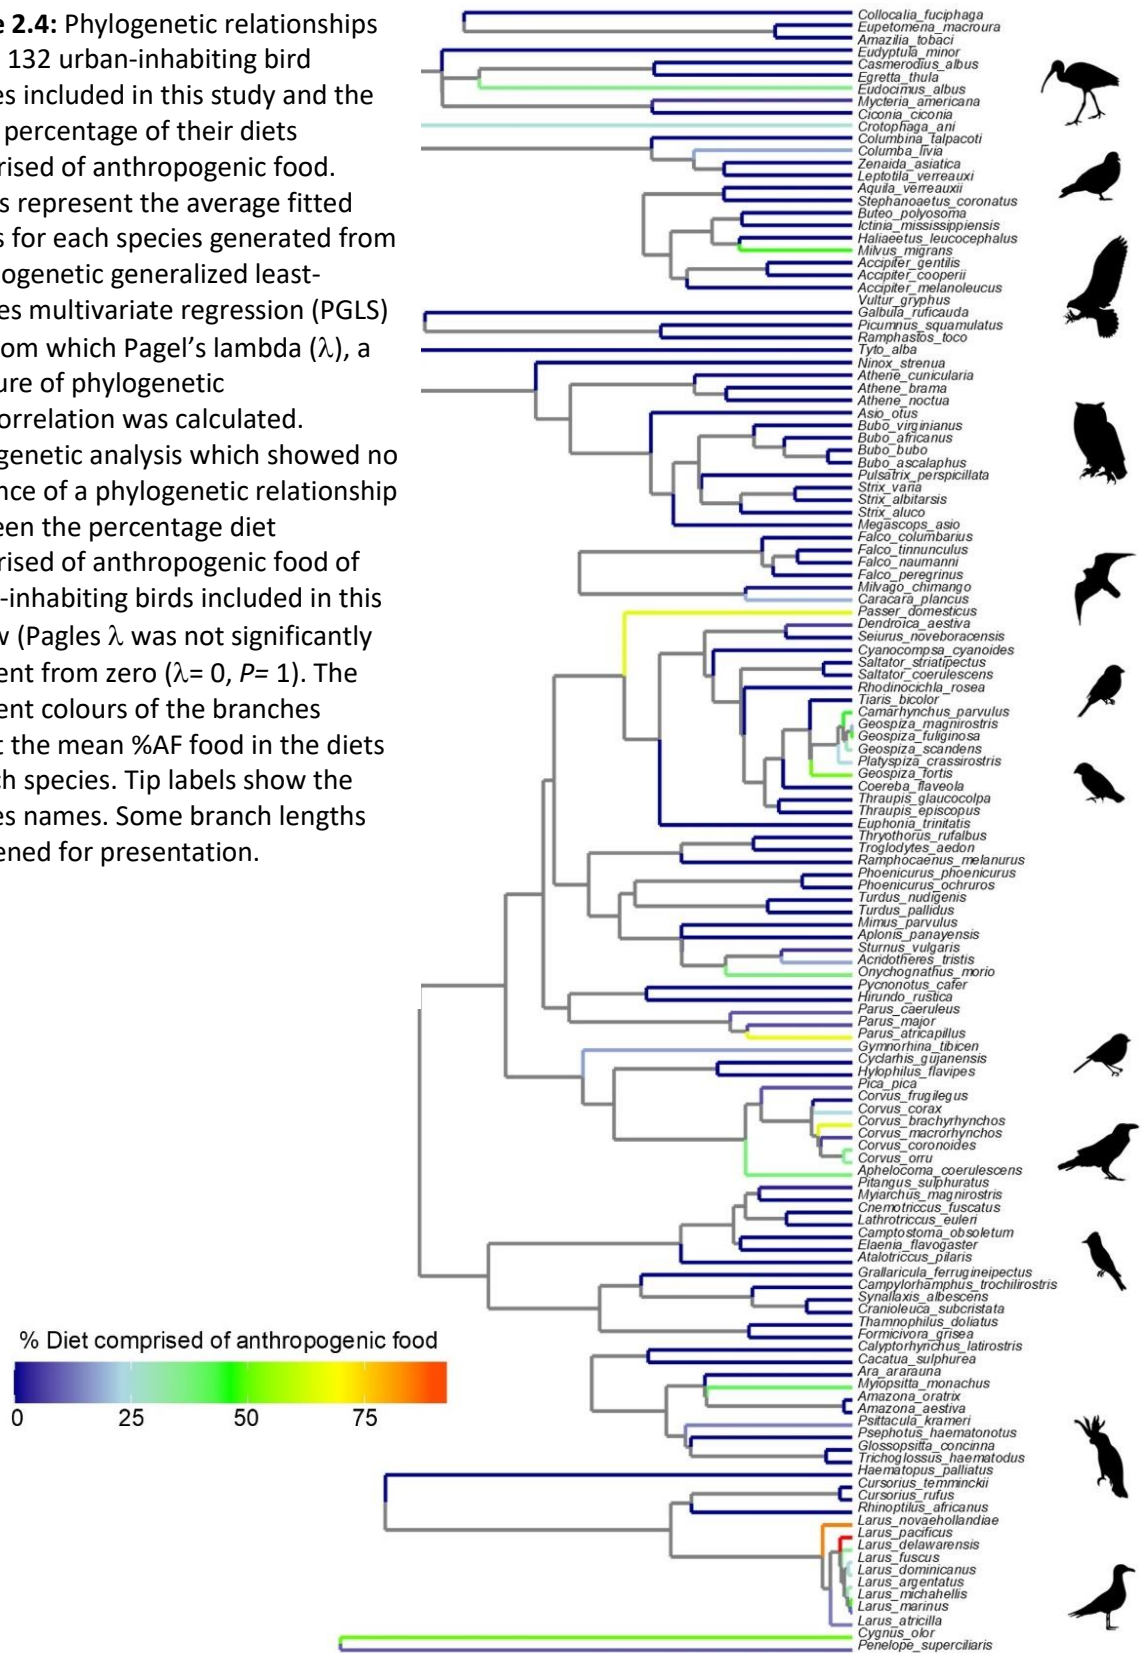 e 2.4: Phylogenetic relationships
132 urban-inhabiting bird
es included in this study and the
percentage of their diets
rised of anthropogenic food.
s represent the average fitted
s for each species generated from
logenetic generalized least-
es multivariate regression (PGLS)
om which Pagel's lambda (λ), a
ure of phylogenetic
orrelation was calculated.
genetic analysis which showed no
nce of a phylogenetic relationship
een the percentage diet
rised of anthropogenic food of
-inhabiting birds included in this
w (Pagles λ was not significantly
ent from zero (λ= 0, P= 1). The
ent colours of the branches
t the mean %AF food in the diets
ch species. Tip labels show the
es names. Some branch lengths
ened for presentation.
Collocalia_fuciphaga
Eupetomena_macroura
Amazilia_tobaci
Eudyptula_minor
Casmerodius_albus
Egretta_thula
Eudocimus_albus
Mycteria_americana
Ciconia_ciconia
Crotophaga_ani
Columbina_talpacoti
Columba_livia
Zenaida_asiatica
Leptotila_verreauxi
Aquila_verreauxii
Stephanoaetus_coronatus
Buteo_polyosoma
Ictinia_mississippiensis
Haliaeetus_leucocephalus
Milvus_migrans
Accipiter_gentilis
Accipiter_cooperii
Accipiter_melanoleucus
Vultur_gryphus
Galbula_ruficauda
Picumnus_squamulatus
Ramphastos_toco
Tyto_alba
Ninox_strenua
Athene_cunicularia
Athene_brama
Athene_noctua
Asio_otus
Bubo_virginianus
Bubo_africanus
Bubo_bubo
Bubo_ascalaphus
Pulsatrix_perspicillata
Strix_varia
Strix_albitarsis
Strix_aluco
Megascops_asio
Falco_columbarius
Falco_tinnunculus
Falco_naumanni
Falco_peregrinus
Milvago_chimango
Caracara_plancus
Passer_domesticus
Dendroica_aestiva
Seiurus_noveboracensis
Cyanocompsa_cyanoides
Saltator_striatipectus
Saltator_coerulescens
Rhodinocichla_rosea
Tiaris_bicolor
Camarhynchus_parvulus
Geospiza_magnirostris
Geospiza_fuliginosa
Geospiza_scandens
Platyspiza_crassirostris
Geospiza_fortis
Coereba_flaveola
Thraupis_glaucocolpa
Thraupis_episcopus
Euphonia_trinitatis
Thryothorus_rufalbus
Troglodytes_aedon
Ramphocaenus_melanurus
Phoenicurus_phoenicurus
Phoenicurus_ochruros
Turdus_nudigenis
Turdus_pallidus
Mimus_parvulus
Aplonis_panayensis
Sturnus_vulgaris
Acridotheres_tristis
Onychognathus_morio
Pycnonotus_cafer
Hirundo_rustica
Parus_caeruleus
Parus_major
Parus_atricapillus
Gymnorhina_tibicen
Cyclarhis_gujanensis
Hylophilus_flavipes
Pica_pica
Corvus_frugilegus
Corvus_corax
Corvus_brachyrhynchos
Corvus_macrorhynchos
Corvus_coronoides
Corvus_orru
Aphelocoma_coerulescens
Pitangus_sulphuratus
Myiarchus_magnirostris
Cnemotriccus_fuscatus
Lathrotriccus_euleri
Camptostoma_obsoletum
Elaenia_flavogaster
Atalotriccus_pilaris
Grallaricula_ferrugineipectus
Campylorhamphus_trochilirostris
Synallaxis_albescens
Cranioleuca_subcristata
Thamnophilus_doliatus
Formicivora_grisea
Calyptorhynchus_latirostris
Cacatua_sulphurea
Ara_ararauna
Myiopsitta_monachus
Amazona_oratrix
Amazona_aestiva
Psittacula_krameri
Psephotus_haematonotus
Glossopsitta_concinna
Trichoglossus_haematodus
Haematopus_palliatus
Cursorius_temminckii
Cursorius_rufus
Rhinoptilus_africanus
Larus_novaehollandiae
Larus_pacificus
Larus_delawarensis
Larus_fuscus
Larus_dominicanus
Larus_argentatus
Larus_michahellis
Larus_marinus
Larus_atricilla
Cygnus_olor
Penelope_superciliaris
% Diet comprised of anthropogenic food
0 25 50 75